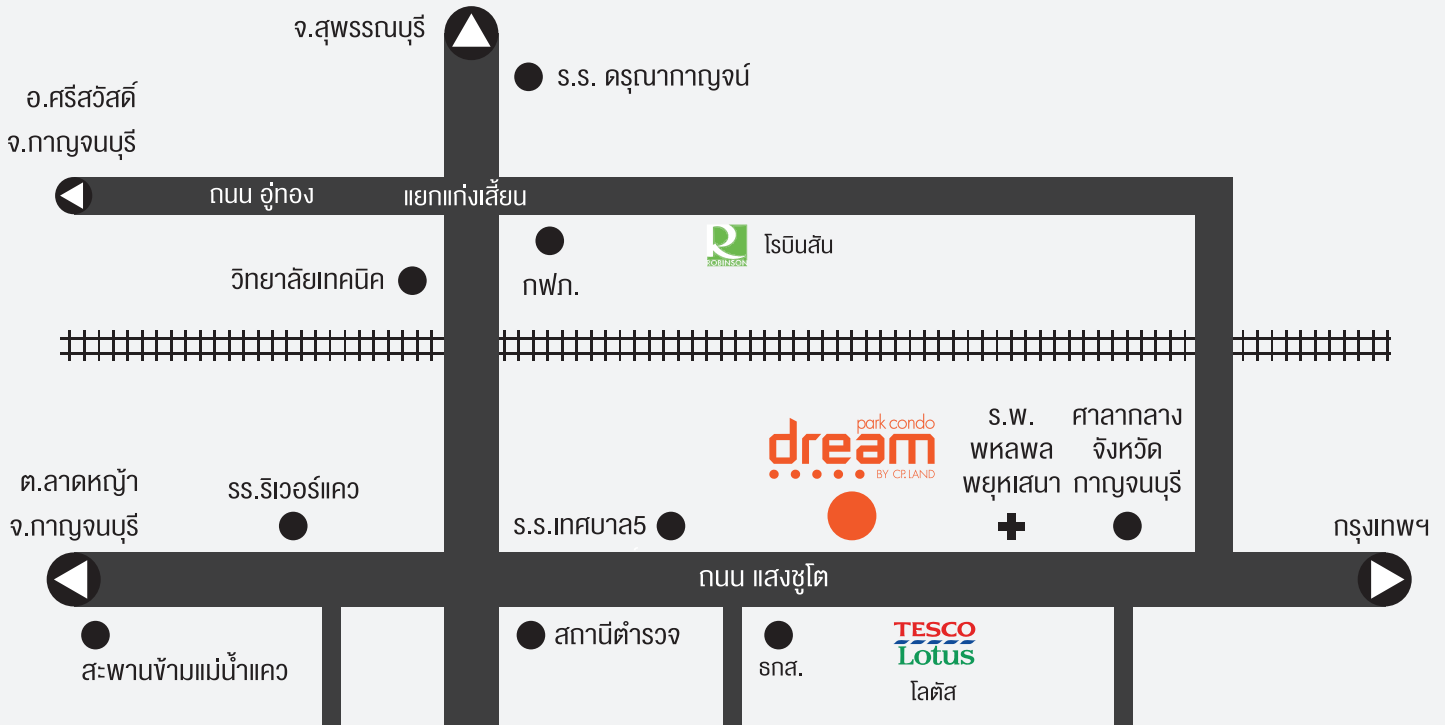 จ.สุพรรณบุรี
ร.ร. ดรุณากาญจน์
อ.ศรีสวัสดิ์
จ.กาญจนบุรี
ถนน อู่ทอง
แยกแก่งเสี้ยน
วิทยาลัยเทคนิค
กฟภ.
ROBINSON
โรบินสัน
park condo
dream
BY CP.LAND
ร.พ.
พหลพล
พยุหเสนา
ศาลากลาง
จังหวัด
กาญจนบุรี
ต.ลาดหญ้า
จ.กาญจนบุรี
รร.ริเวอร์แคว
ร.ร.เทศบาล5
กรุงเทพฯ
ถนน แสงชูโต
สะพานข้ามแม่น้ำแคว
สถานีตำรวจ
ธกส.
TESCO
Lotus
โลตัส